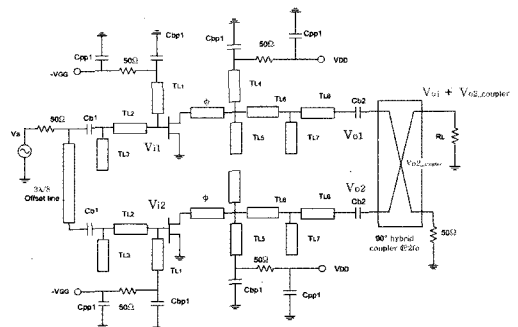 Cpp1
Cbp1
Cbp1
Cpp1
50Ω
50Ω
-VGG
VDD
TL1
TL4
Vs
50Ω
Cb1
TL2
Φ
TL6
TL8
Cb2
Vo1 + Vo2_coupler
TL5
TL7
Vi1
Vo1
RL
Vo2_coupler
3λ/8
Offset line
Vi2
Vo2
Cb1
TL2
Φ
TL6
Cb2
TL3
TL1
TL5
TL7
50Ω
90° hybrid
coupler @2fo
-VGG
50Ω
50Ω
VDD
Cpp1
Cbp1
Cbp1
Cpp1